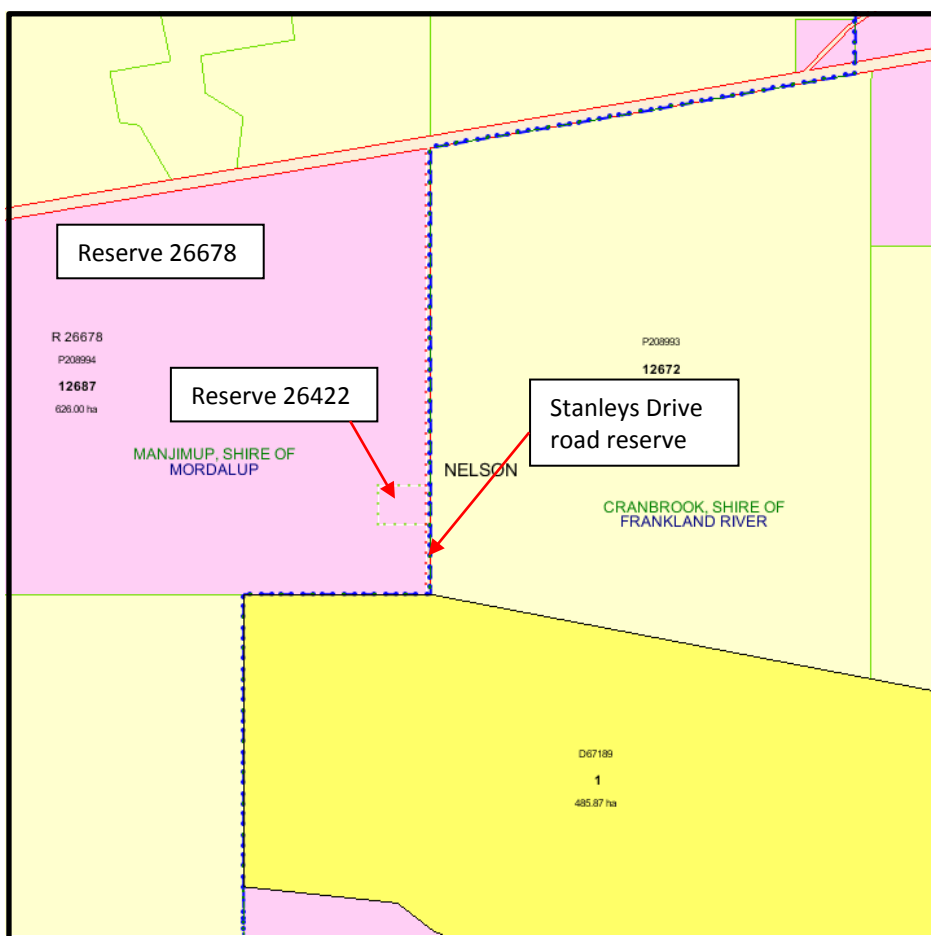 Reserve 26678
R 26678
P208994
12687
626.00 ha
P208993
12672
Reserve 26422
Stanleys Drive
road reserve
MANJIMUP, SHIRE OF
MORDALUP
NELSON
CRANBROOK, SHIRE OF
FRANKLAND RIVER
D67189
1
485.87 ha